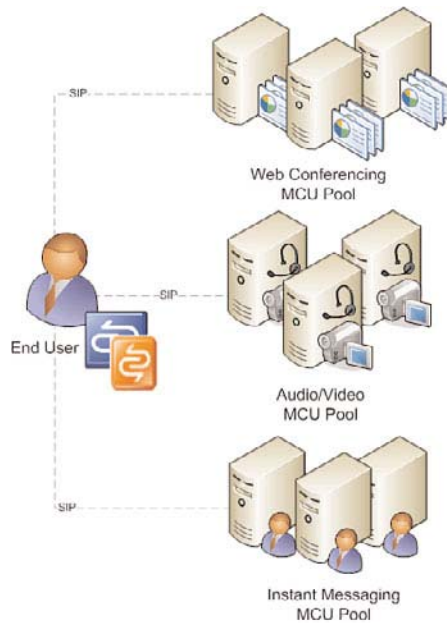 SIP
Web Conferencing
MCU Pool
SIP
End User
Audio/Video
MCU Pool
SIP
Instant Messaging
MCU Pool